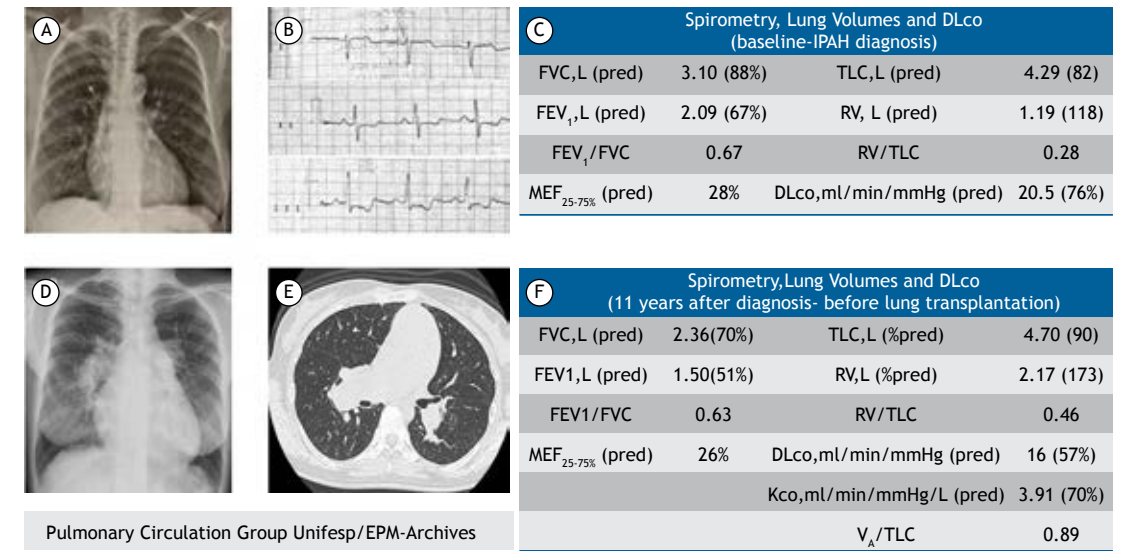 A
B
C
Spirometry, Lung Volumes and DLco
(baseline-IPAH diagnosis)
FVC,L (pred) 3.10 (88%) TLC,L (pred) 4.29 (82)
FEV1,L (pred) 2.09 (67%) RV, L (pred) 1.19 (118)
FEV1/FVC 0.67 RV/TLC 0.28
MEF25-75% (pred) 28% DLco,ml/min/mmHg (pred) 20.5 (76%)
D
E
F
Spirometry,Lung Volumes and DLco
(11 years after diagnosis- before lung transplantation)
FVC,L (pred) 2.36(70%) TLC,L (%pred) 4.70 (90)
FEV1,L (pred) 1.50(51%) RV,L (%pred) 2.17 (173)
FEV1/FVC 0.63 RV/TLC 0.46
MEF25-75% (pred) 26% DLco,ml/min/mmHg (pred) 16 (57%)
Kco,ml/min/mmHg/L (pred) 3.91 (70%)
VA/TLC 0.89
Pulmonary Circulation Group Unifesp/EPM-Archives